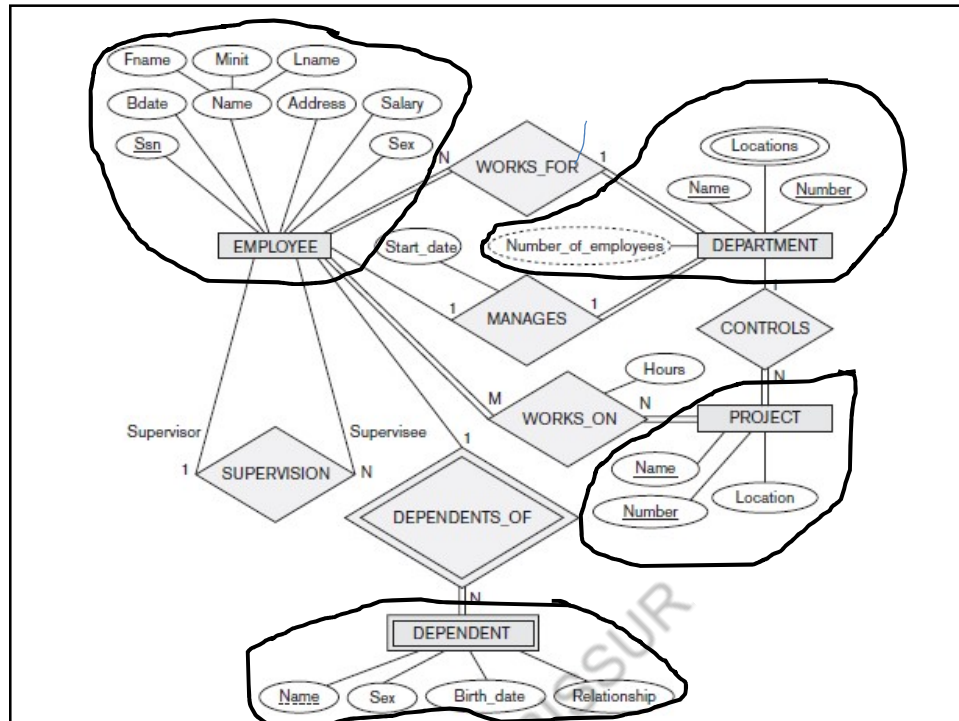 Fname Minit Lname
Bdate Name Address Salary
Ssn Sex
Locations
Name Number
N WORKS_FOR 1
EMPLOYEE Start_date Number_of_employees DEPARTMENT
1 MANAGES 1
1
CONTROLS
N
Hours
M WORKS_ON N
PROJECT
Name
Number Location
Supervisor Supervisee
1 SUPERVISION N
1
DEPENDENTS_OF
N
DEPENDENT
Name Sex Birth_date Relationship